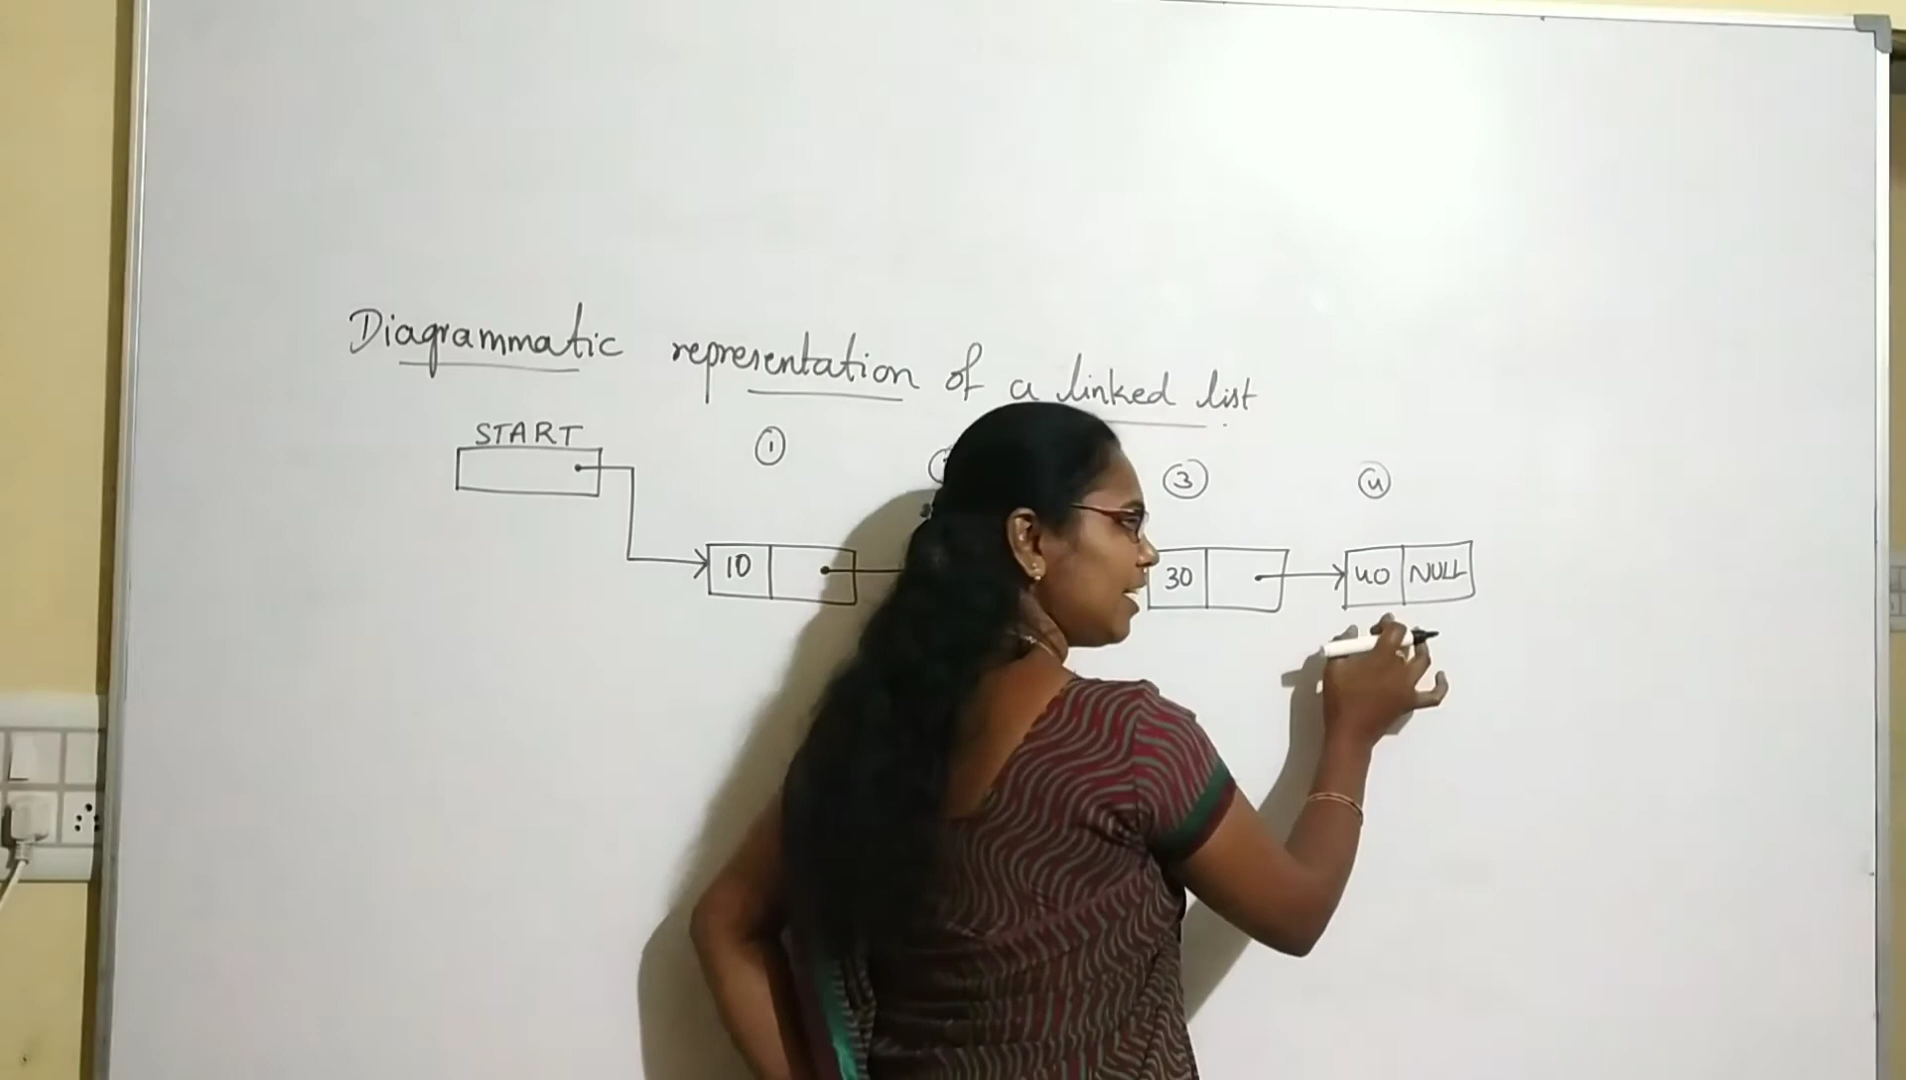 Diagrammatic representation of a linked list
START
1 3 4
10 30 40 NULL